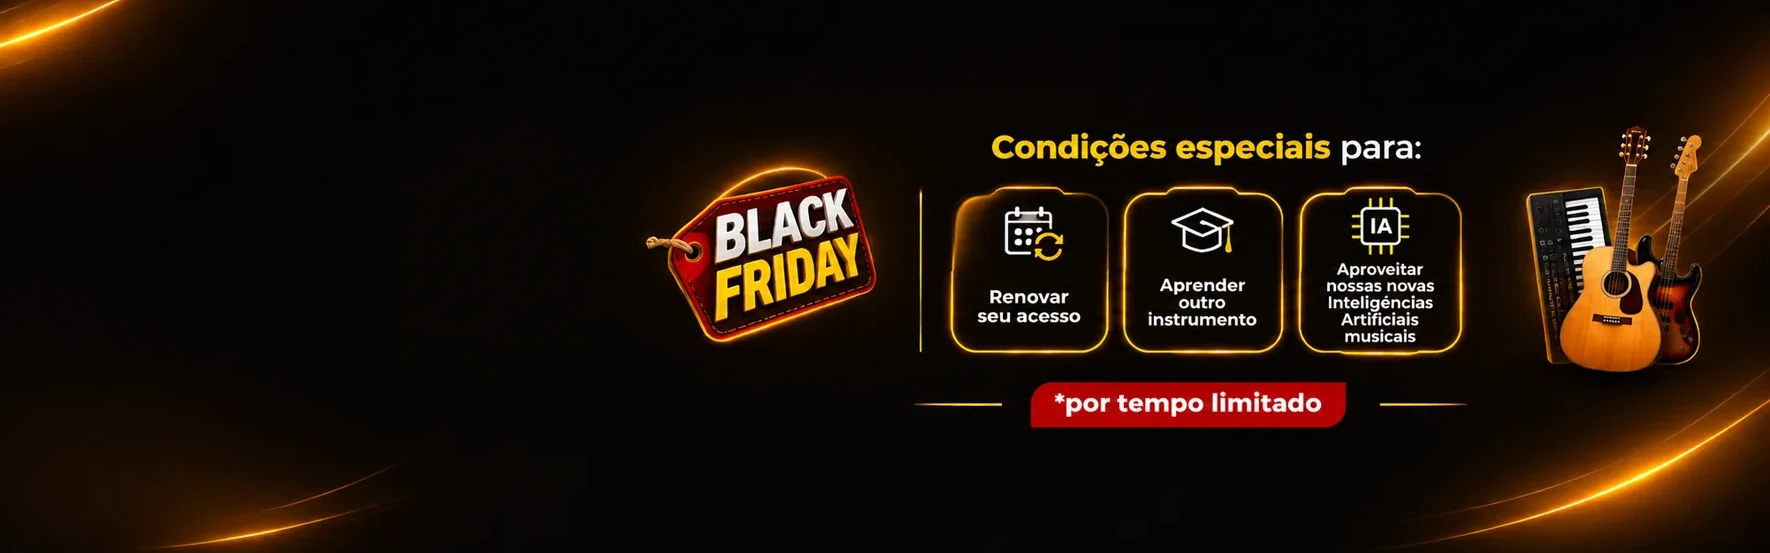 BLACK
FRIDAY
Condições especiais para:
Renovar
seu acesso
Aprender
outro
instrumento
IA
Aproveitar
nossas novas
Inteligências
Artificiais
musicais
*por tempo limitado